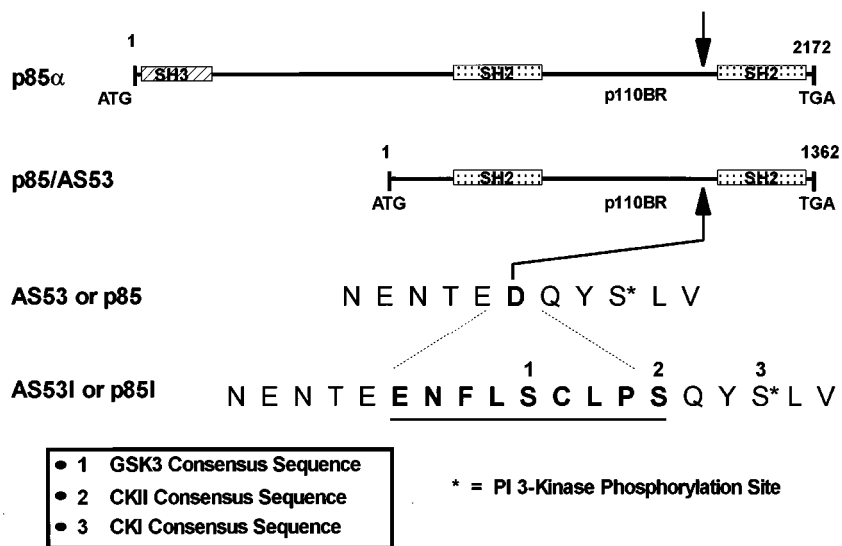 1 2172
p85α SH3 SH2 SH2
ATG p110BR TGA
1 1362
p85/AS53 SH2 SH2
ATG p110BR TGA
AS53 or p85 N E N T E D Q Y S* L V
1 2 3
AS53I or p85I N E N T E E N F L S C L P S Q Y S* L V
• 1 GSK3 Consensus Sequence
• 2 CKII Consensus Sequence
• 3 CKI Consensus Sequence
* = PI 3-Kinase Phosphorylation Site